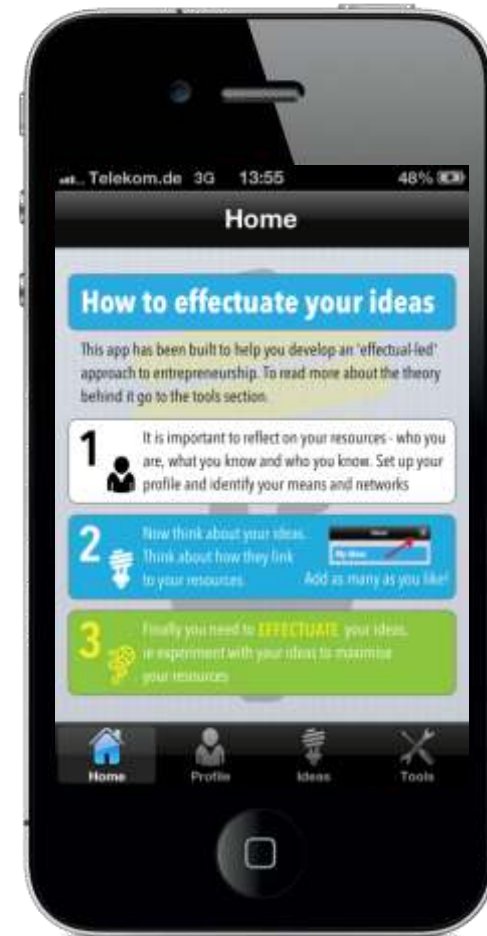 Telekom.de 3G 13:55 48%
Home
How to effectuate your ideas
This app has been built to help you develop an 'effectual-led'
approach to entrepreneurship. To read more about the theory
behind it go to the tools section.
1
It is important to reflect on your resources - who you
are, what you know and who you know. Set up your
profile and identify your means and networks
2
Now think about your ideas.
Think about how they link
to your resources.
My Ideas
Add as many as you like!
3
Finally you need to EFFECTUATE your ideas,
ie experiment with your ideas to maximise
your resources
Home Profile Ideas Tools